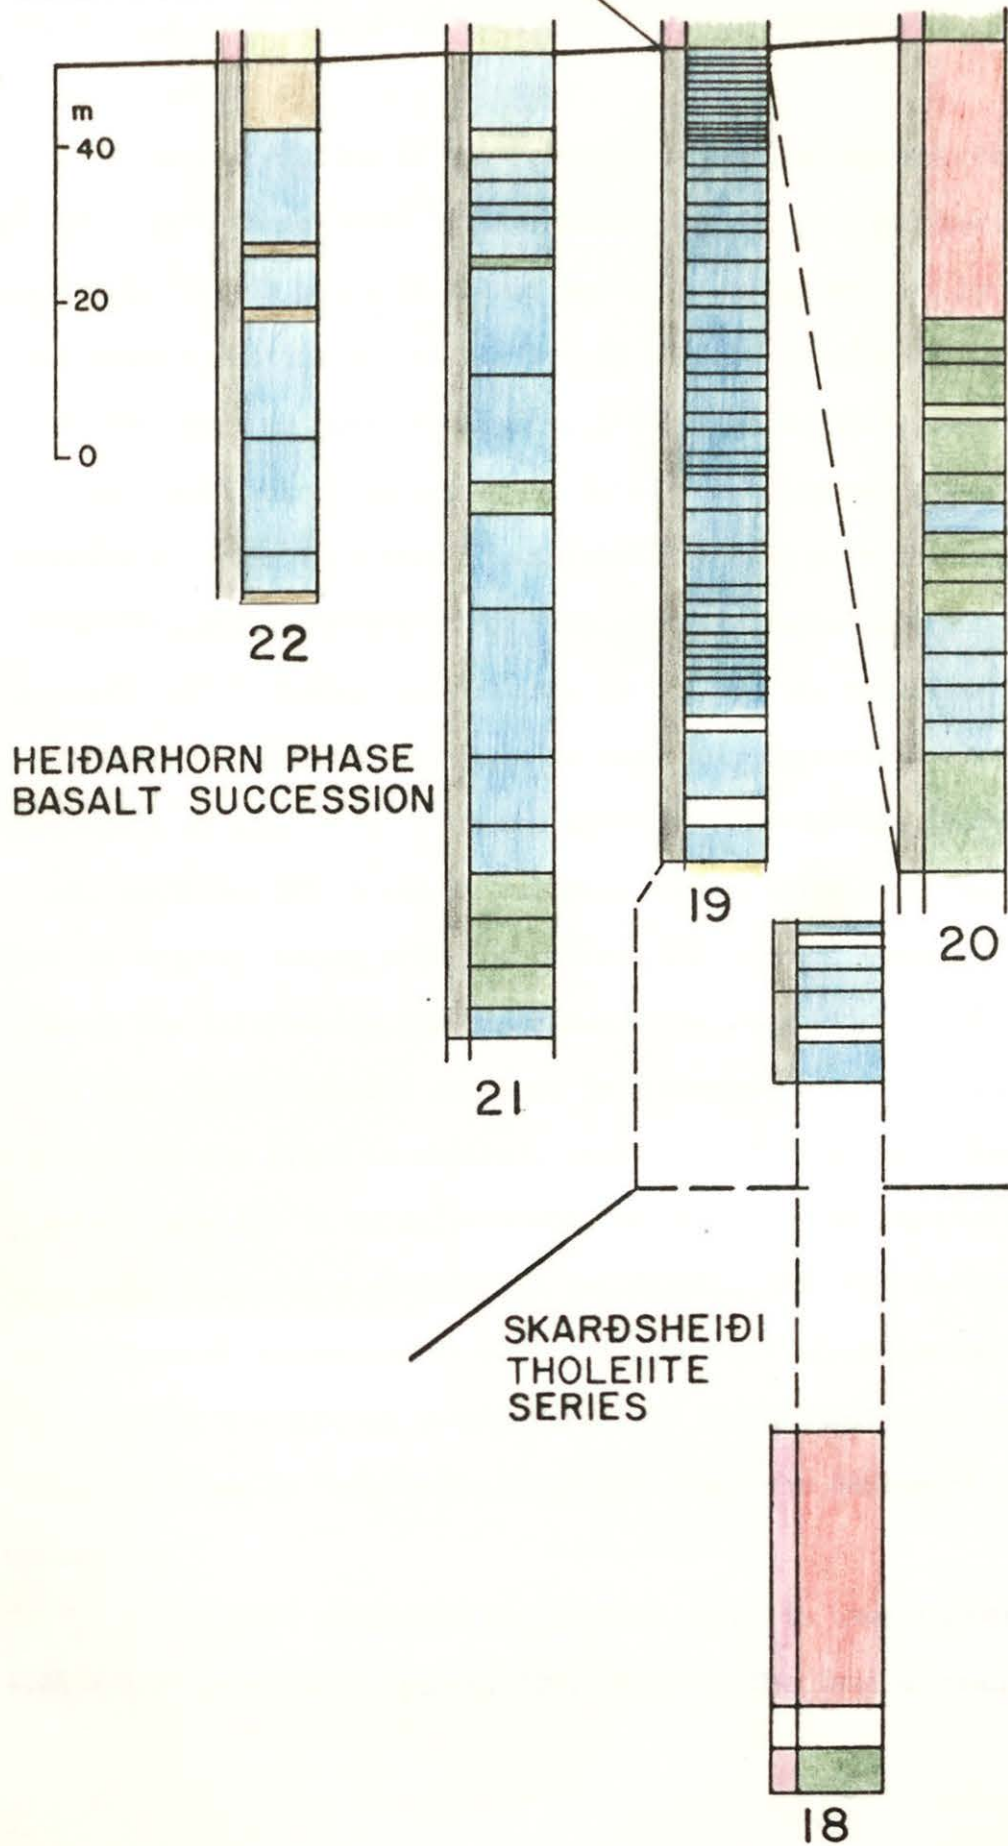 m
40
20
0
22
HEIÐARHORN PHASE
BASALT SUCCESSION
19
20
21
SKARÐSHEIÐI
THOLEIITE
SERIES
18